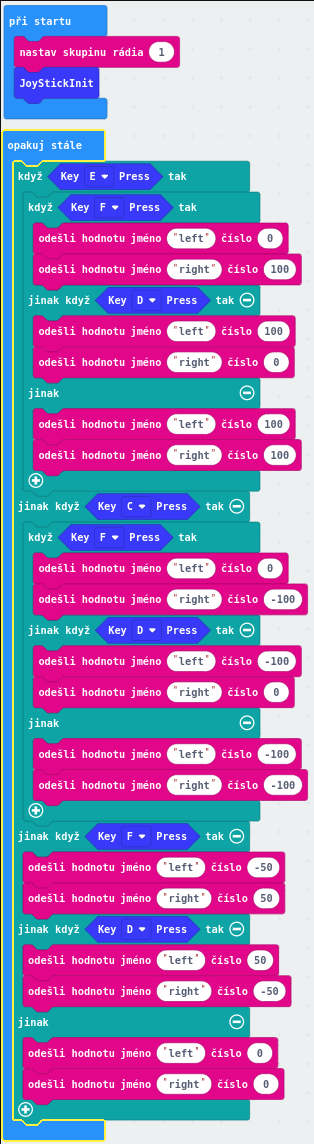 při startu
nastav skupinu rádia 1
JoyStickInit
opakuj stále
když Key E Press tak
když Key F Press tak
odešli hodnotu jméno "left" číslo 0
odešli hodnotu jméno "right" číslo 100
jinak když Key D Press tak
odešli hodnotu jméno "left" číslo 100
odešli hodnotu jméno "right" číslo 0
jinak
odešli hodnotu jméno "left" číslo 100
odešli hodnotu jméno "right" číslo 100
jinak když Key C Press tak
když Key F Press tak
odešli hodnotu jméno "left" číslo 0
odešli hodnotu jméno "right" číslo -100
jinak když Key D Press tak
odešli hodnotu jméno "left" číslo -100
odešli hodnotu jméno "right" číslo 0
jinak
odešli hodnotu jméno "left" číslo -100
odešli hodnotu jméno "right" číslo -100
jinak když Key F Press tak
odešli hodnotu jméno "left" číslo -50
odešli hodnotu jméno "right" číslo 50
jinak když Key D Press tak
odešli hodnotu jméno "left" číslo 50
odešli hodnotu jméno "right" číslo -50
jinak
odešli hodnotu jméno "left" číslo 0
odešli hodnotu jméno "right" číslo 0